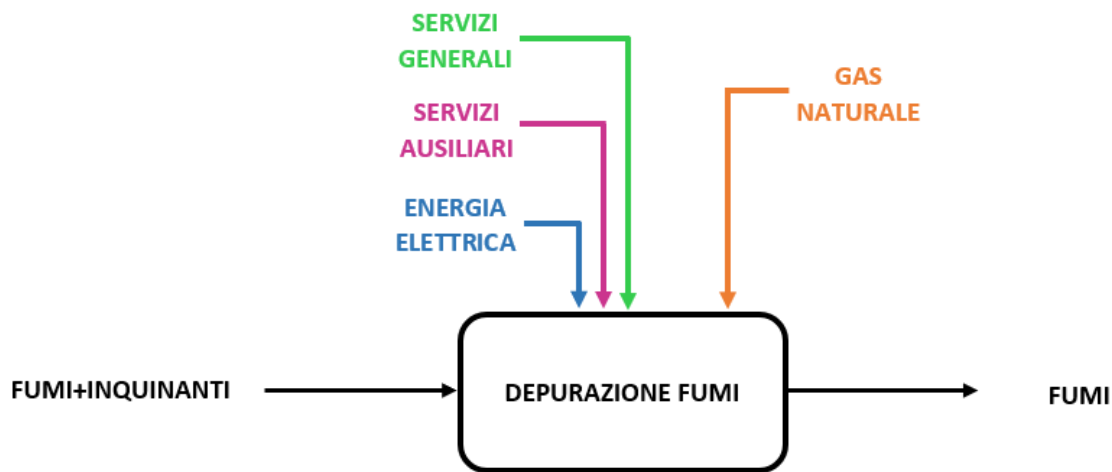 SERVIZI
GENERALI
GAS
NATURALE
SERVIZI
AUSILIARI
ENERGIA
ELETTRICA
FUMI+INQUINANTI
DEPURAZIONE FUMI
FUMI